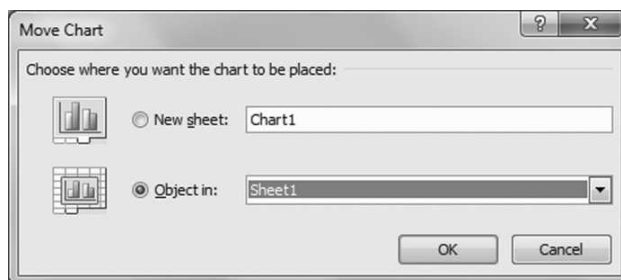 Move Chart
?
Choose where you want the chart to be placed:
New sheet: Chart1
Object in: Sheet1
OK Cancel